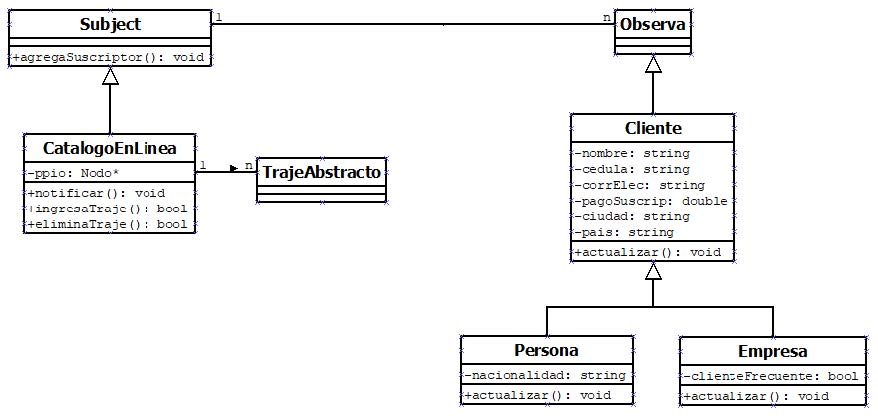 Subject
+agregaSuscriptor(): void
1
n
Observa
CatalogoEnLinea
-ppio: Nodo*
+notificar(): void
+ingresaTraje(): bool
+eliminaTraje(): bool
1
n
TrajeAbstracto
Cliente
-nombre: string
-cedula: string
-corrElec: string
-pagoSuscrip: double
-ciudad: string
-pais: string
+actualizar(): void
Persona
-nacionalidad: string
+actualizar(): void
Empresa
-clienteFrecuente: bool
+actualizar(): void